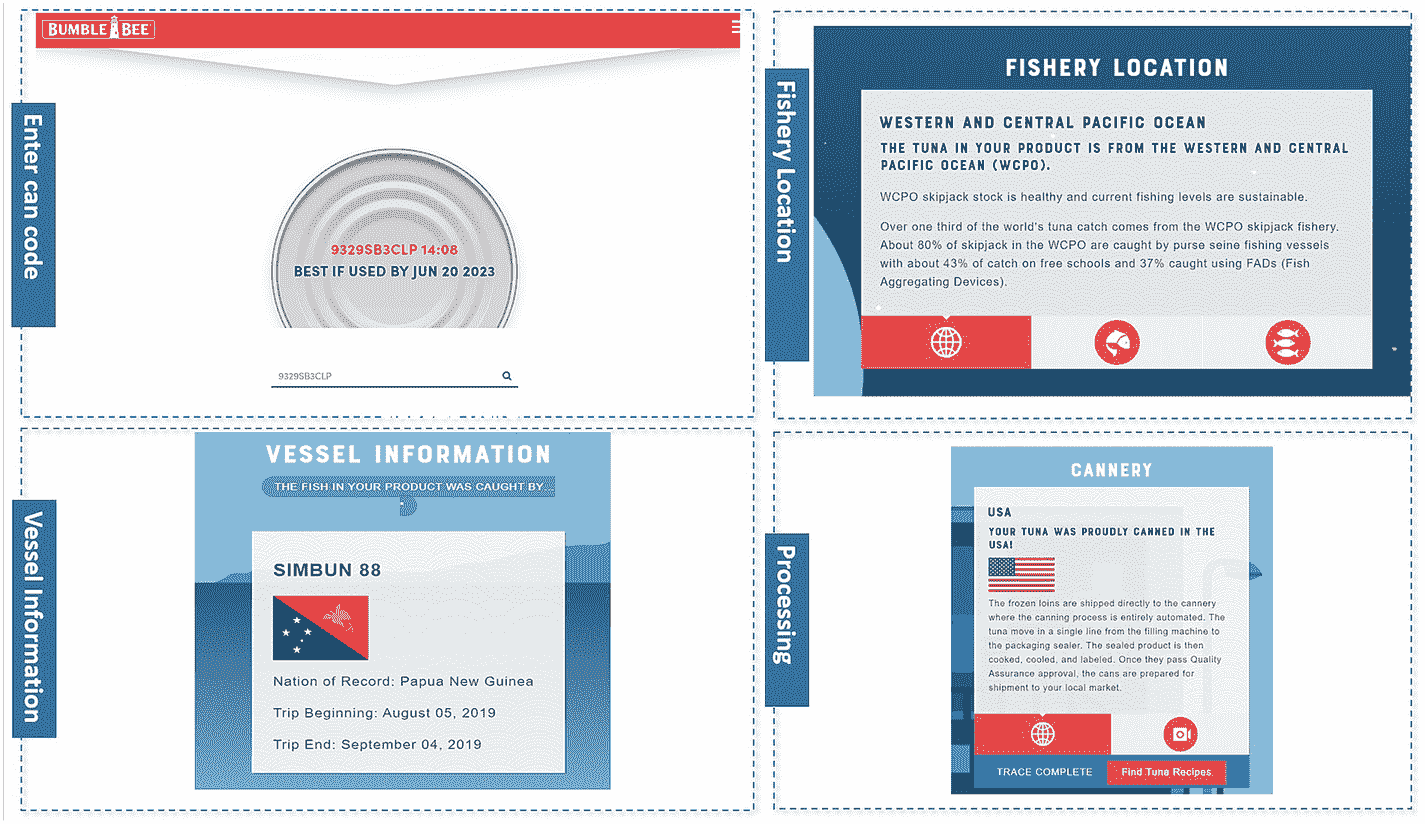 BUMBLE BEE
Enter can code
9329SB3CLP 14:08
BEST IF USED BY JUN 20 2023
9329SB3CLP
Fishery Location
FISHERY LOCATION
WESTERN AND CENTRAL PACIFIC OCEAN
THE TUNA IN YOUR PRODUCT IS FROM THE WESTERN AND CENTRAL
PACIFIC OCEAN (WCPO).
WCPO skipjack stock is healthy and current fishing levels are sustainable.
Over one third of the world's tuna catch comes from the WCPO skipjack fishery.
About 80% of skipjack in the WCPO are caught by purse seine fishing vessels
with about 43% of catch on free schools and 37% caught using FADs (Fish
Aggregating Devices).
Vessel Information
VESSEL INFORMATION
THE FISH IN YOUR PRODUCT WAS CAUGHT BY...
SIMBUN 88
Nation of Record: Papua New Guinea
Trip Beginning: August 05, 2019
Trip End: September 04, 2019
Processing
CANNERY
USA
YOUR TUNA WAS PROUDLY CANNED IN THE
USA!
The frozen loins are shipped directly to the cannery
where the canning process is entirely automated. The
tuna move in a single line from the filling machine to
the packaging sealer. The sealed product is then
cooked, cooled, and labeled. Once they pass Quality
Assurance approval, the cans are prepared for
shipment to your local market.
TRACE COMPLETE
Find Tuna Recipes